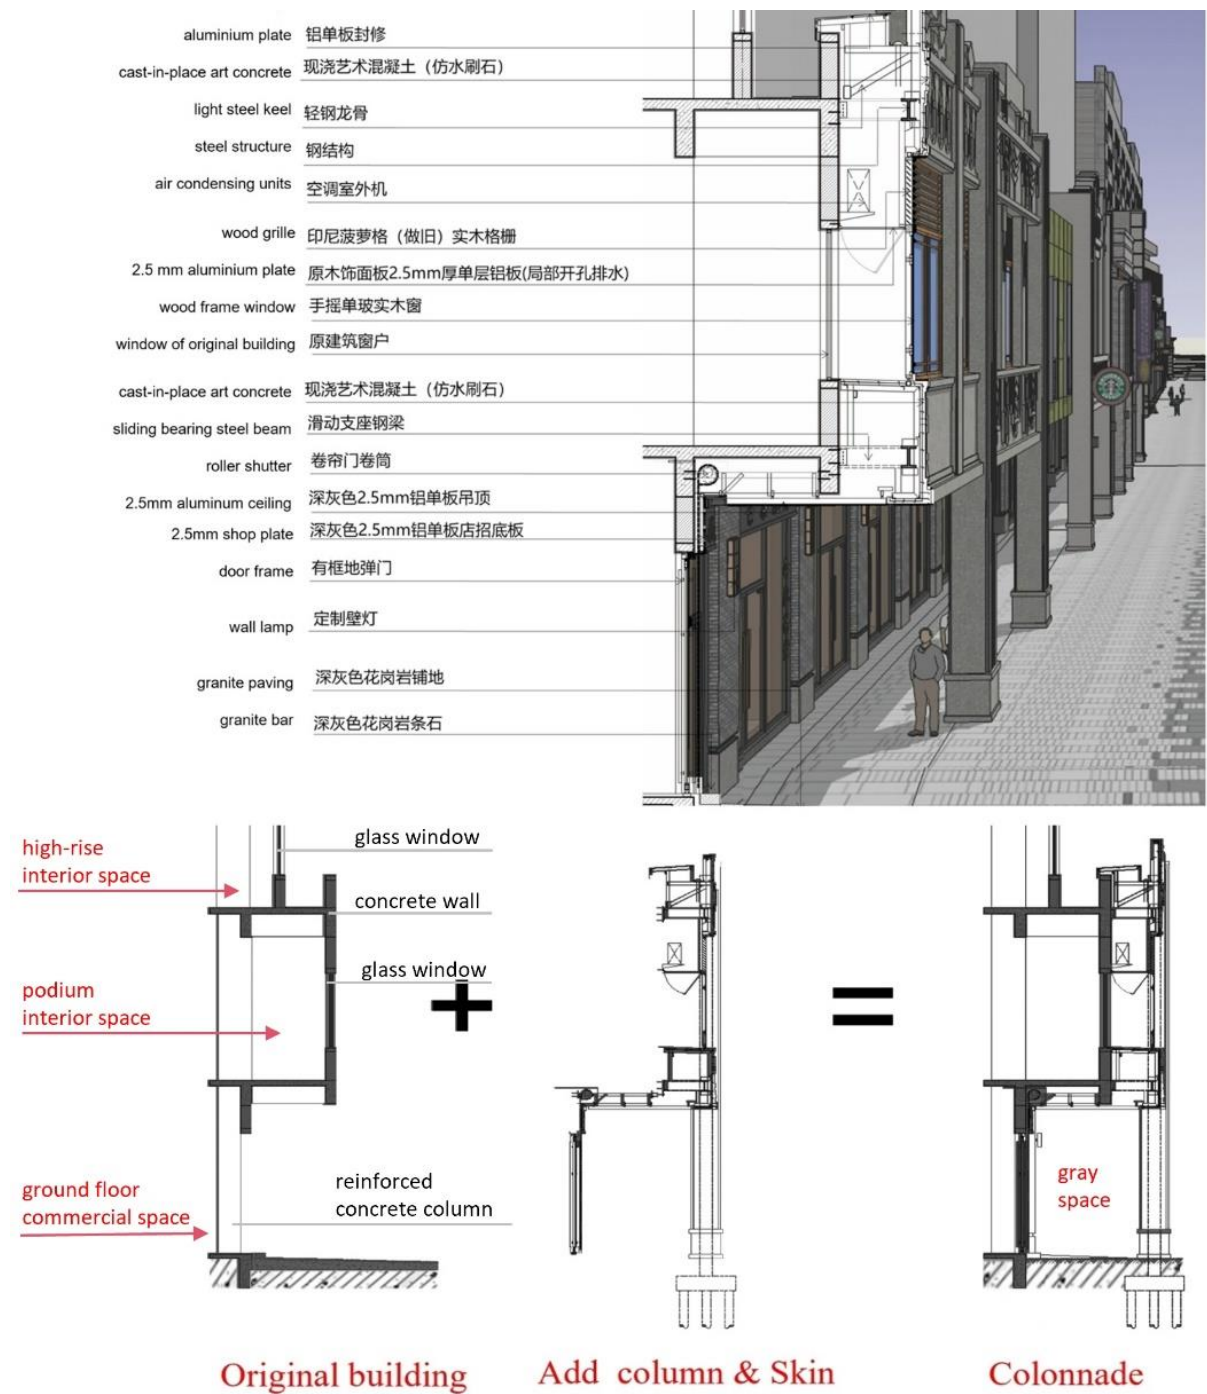 aluminium plate 铝单板封修
cast-in-place art concrete 现浇艺术混凝土（仿水刷石）
light steel keel 轻钢龙骨
steel structure 钢结构
air condensing units 空调室外机
wood grille 印尼菠萝格（做旧）实木格栅
2.5 mm aluminium plate 原木饰面板2.5mm厚单层铝板(局部开孔排水)
wood frame window 手摇单玻实木窗
window of original building 原建筑窗户
cast-in-place art concrete 现浇艺术混凝土（仿水刷石）
sliding bearing steel beam 滑动支座钢梁
roller shutter 卷帘门卷筒
2.5mm aluminum ceiling 深灰色2.5mm铝单板吊顶
2.5mm shop plate 深灰色2.5mm铝单板店招底板
door frame 有框地弹门
wall lamp 定制壁灯
granite paving 深灰色花岗岩铺地
granite bar 深灰色花岗岩条石
high-rise
interior space
glass window
concrete wall
glass window
podium
interior space
+
=
ground floor
commercial space
reinforced
concrete column
gray
space
Original building
Add column & Skin
Colonnade